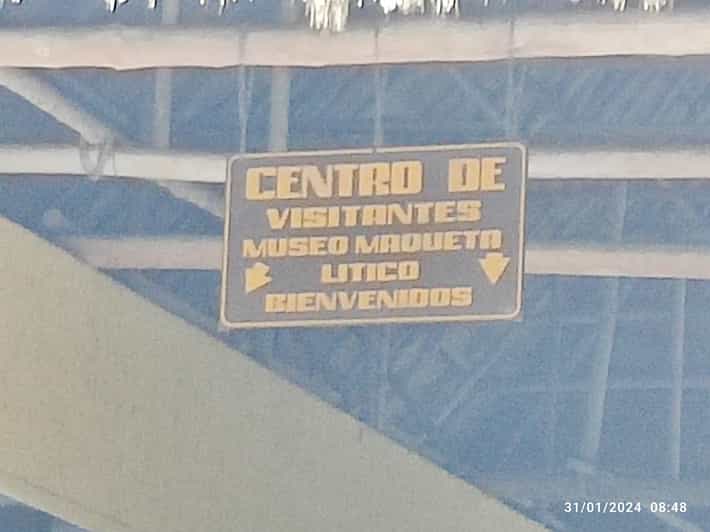 CENTRO DE
VISITANTES
MUSEO MAQUETA
LITICO
BIENVENIDOS
31/01/2024 08:48